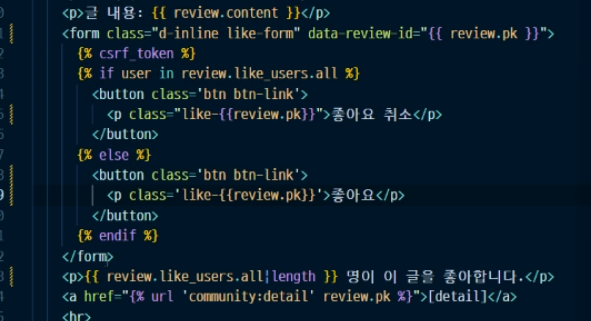 <p>글 내용: {{ review.content }}</p>
<form class="d-inline like-form" data-review-id="{{ review.pk }}">
{% csrf_token %}
{% if user in review.like_users.all %}
<button class='btn btn-link'>
<p class="like-{{review.pk}}">좋아요 취소</p>
</button>
{% else %}
<button class='btn btn-link'>
<p class='like-{{review.pk}}'>좋아요</p>
</button>
{% endif %}
</form>
<p>{{ review.like_users.all|length }} 명이 이 글을 좋아합니다.</p>
<a href="{% url 'community:detail' review.pk %}">[detail]</a>
<hr>